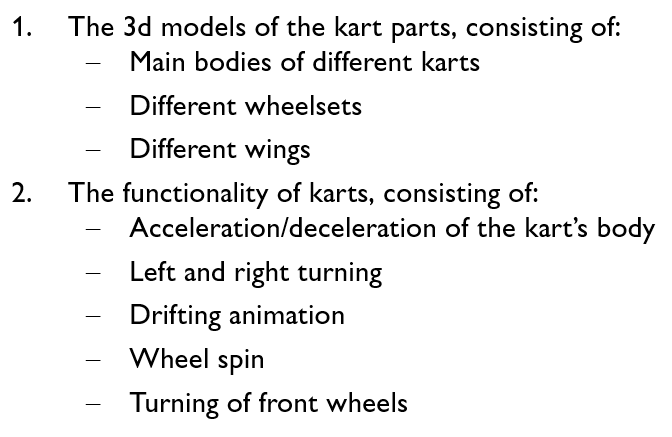 1. The 3d models of the kart parts, consisting of:
– Main bodies of different karts
– Different wheelsets
– Different wings
2. The functionality of karts, consisting of:
– Acceleration/deceleration of the kart’s body
– Left and right turning
– Drifting animation
– Wheel spin
– Turning of front wheels